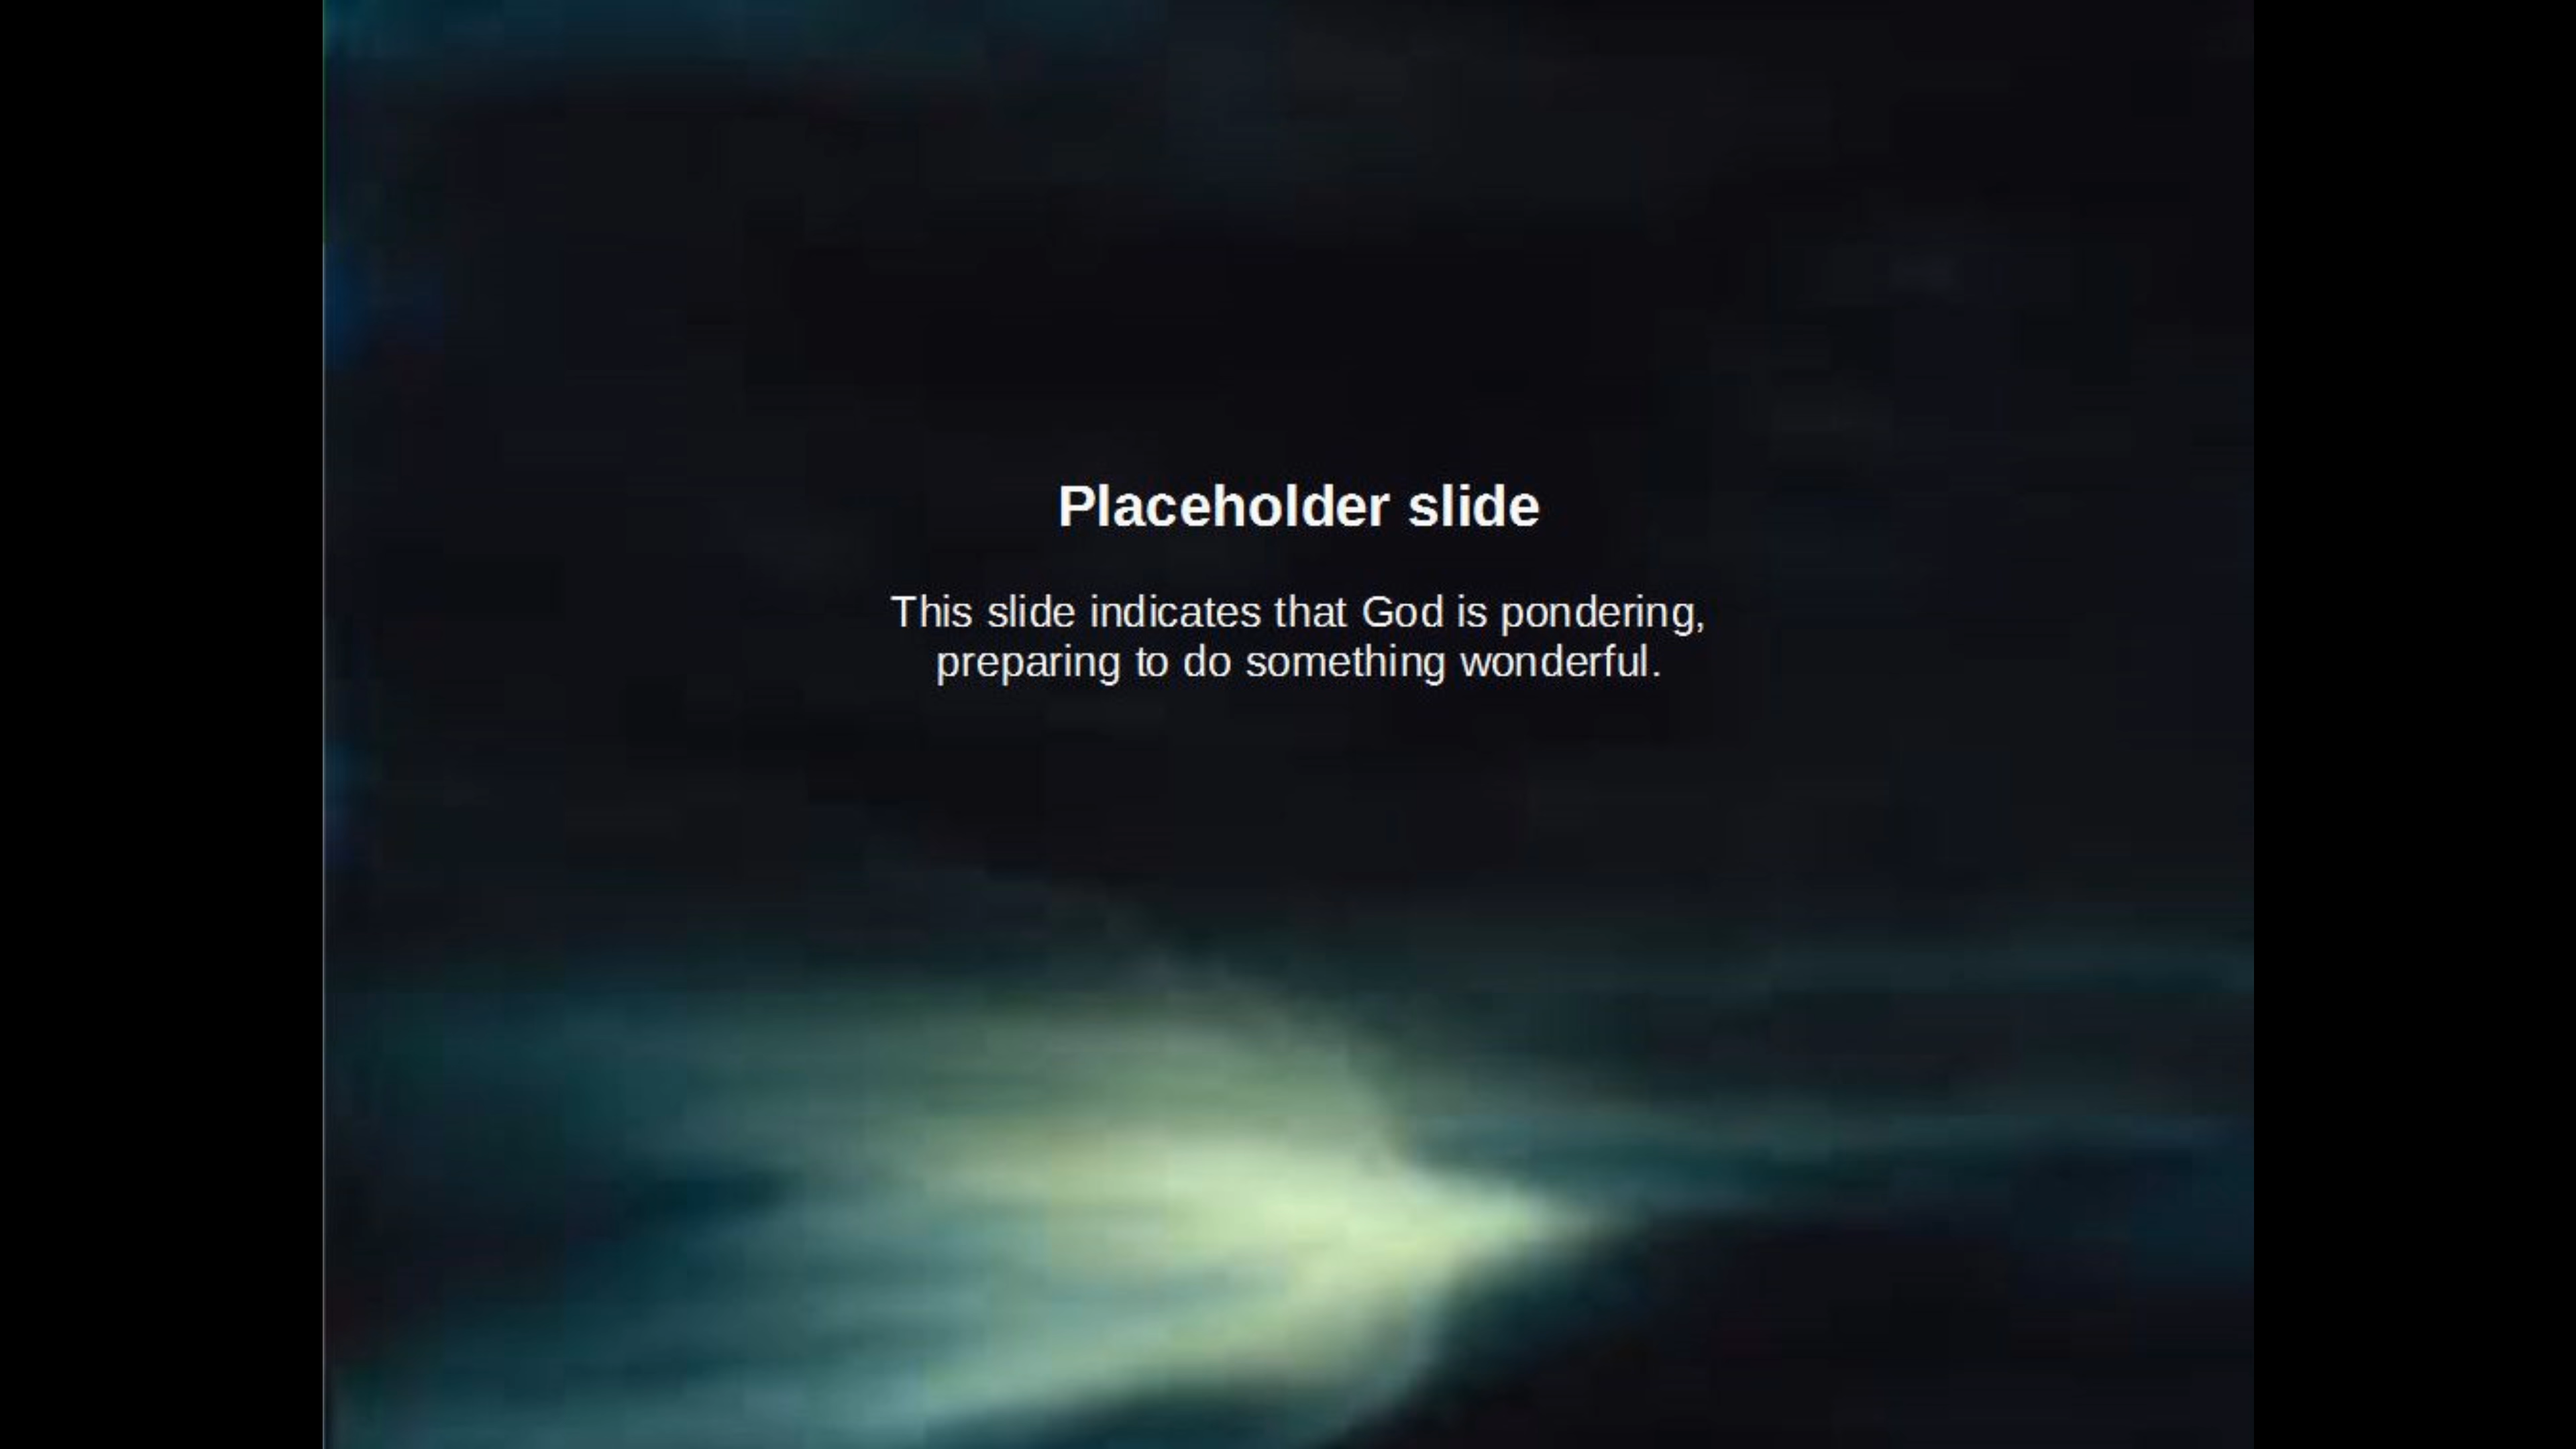 Placeholder slide
This slide indicates that God is pondering,
preparing to do something wonderful.